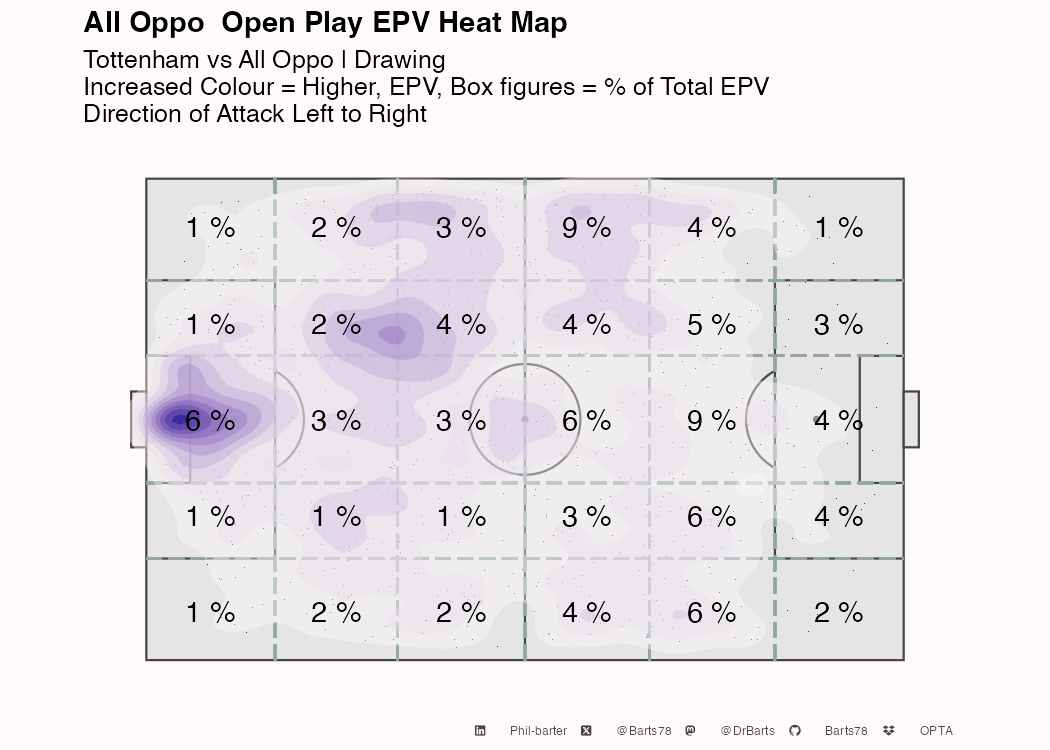 All Oppo  Open Play EPV Heat Map
Tottenham vs All Oppo | Drawing
Increased Colour = Higher, EPV, Box figures = % of Total EPV
Direction of Attack Left to Right
1 % 2 % 3 % 9 % 4 % 1 %
1 % 2 % 4 % 4 % 5 % 3 %
6 % 3 % 3 % 6 % 9 % 4 %
1 % 1 % 1 % 3 % 6 % 4 %
1 % 2 % 2 % 4 % 6 % 2 %
Phil-barter @Barts78 @DrBarts Barts78 OPTA